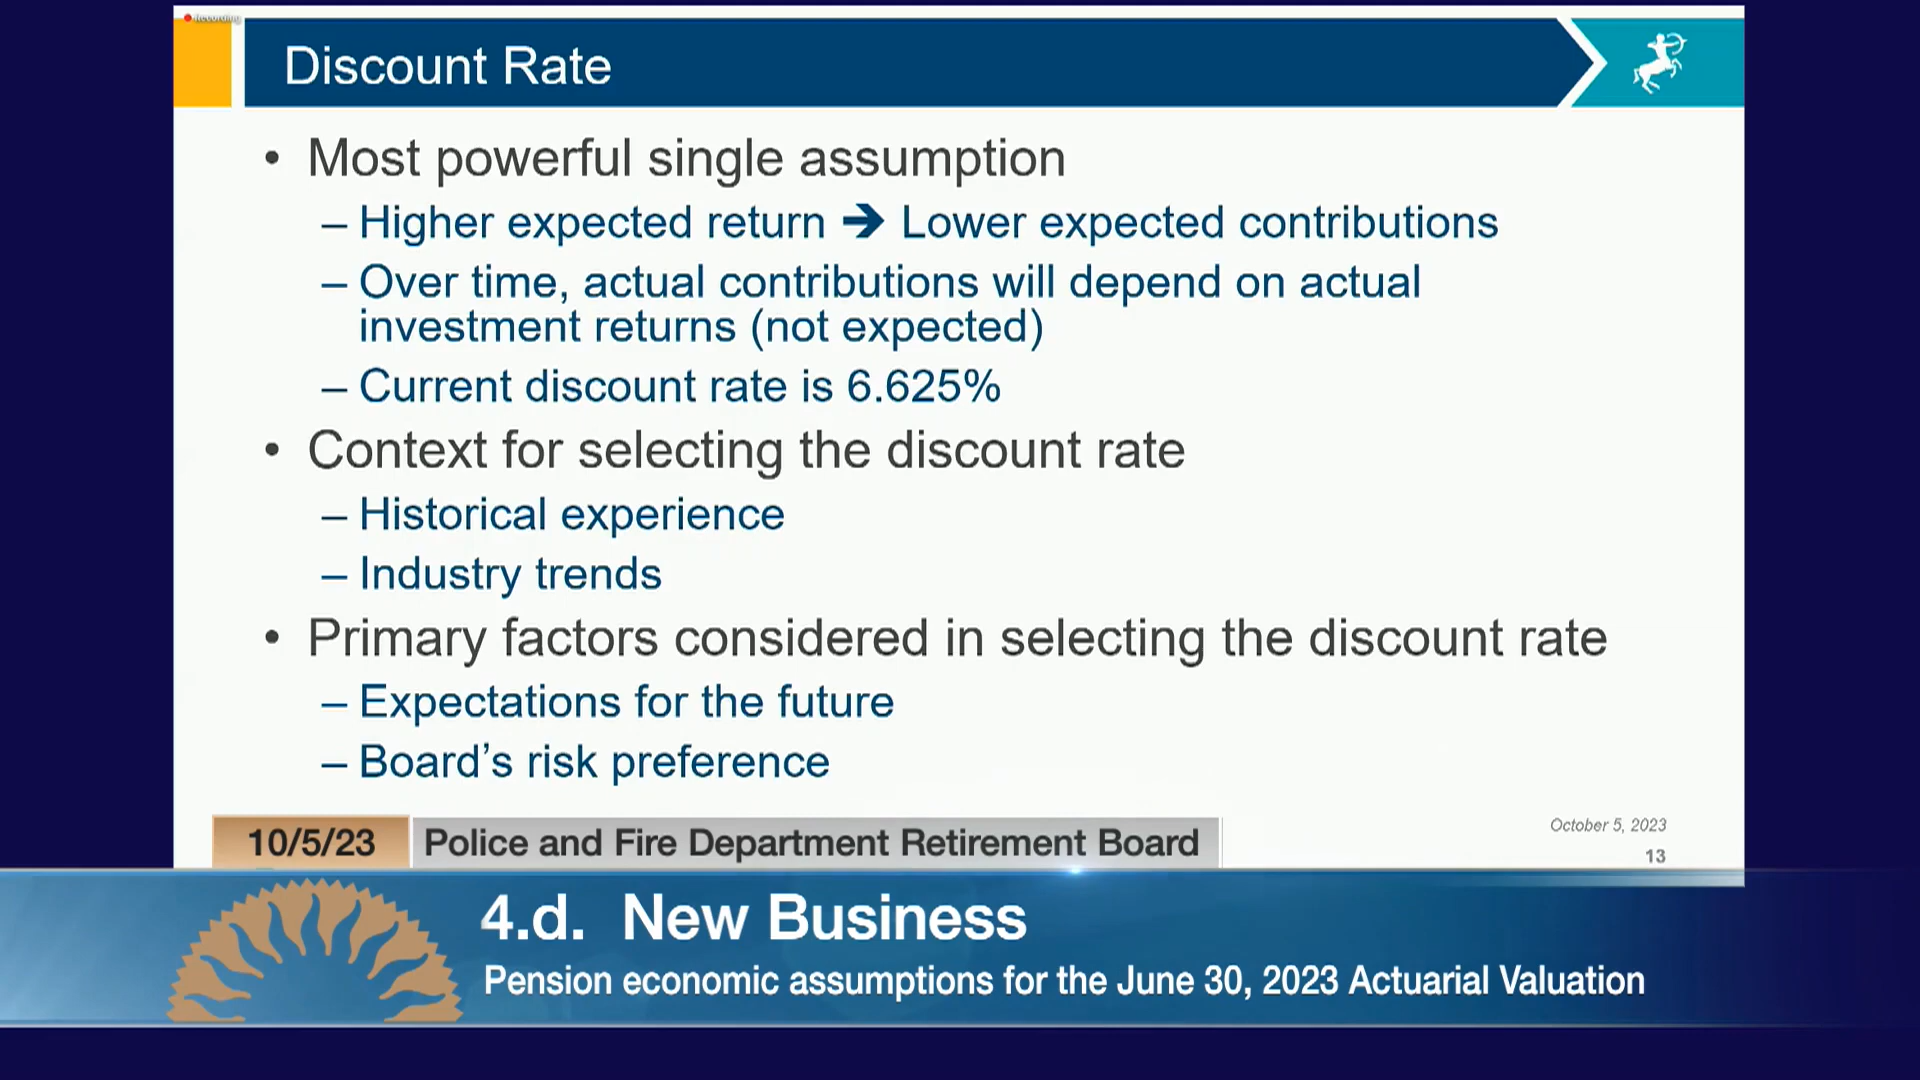 Recording
Discount Rate
• Most powerful single assumption
– Higher expected return ➔ Lower expected contributions
– Over time, actual contributions will depend on actual
investment returns (not expected)
– Current discount rate is 6.625%
• Context for selecting the discount rate
– Historical experience
– Industry trends
• Primary factors considered in selecting the discount rate
– Expectations for the future
– Board’s risk preference
October 5, 2023
13
10/5/23 Police and Fire Department Retirement Board
4.d. New Business
Pension economic assumptions for the June 30, 2023 Actuarial Valuation